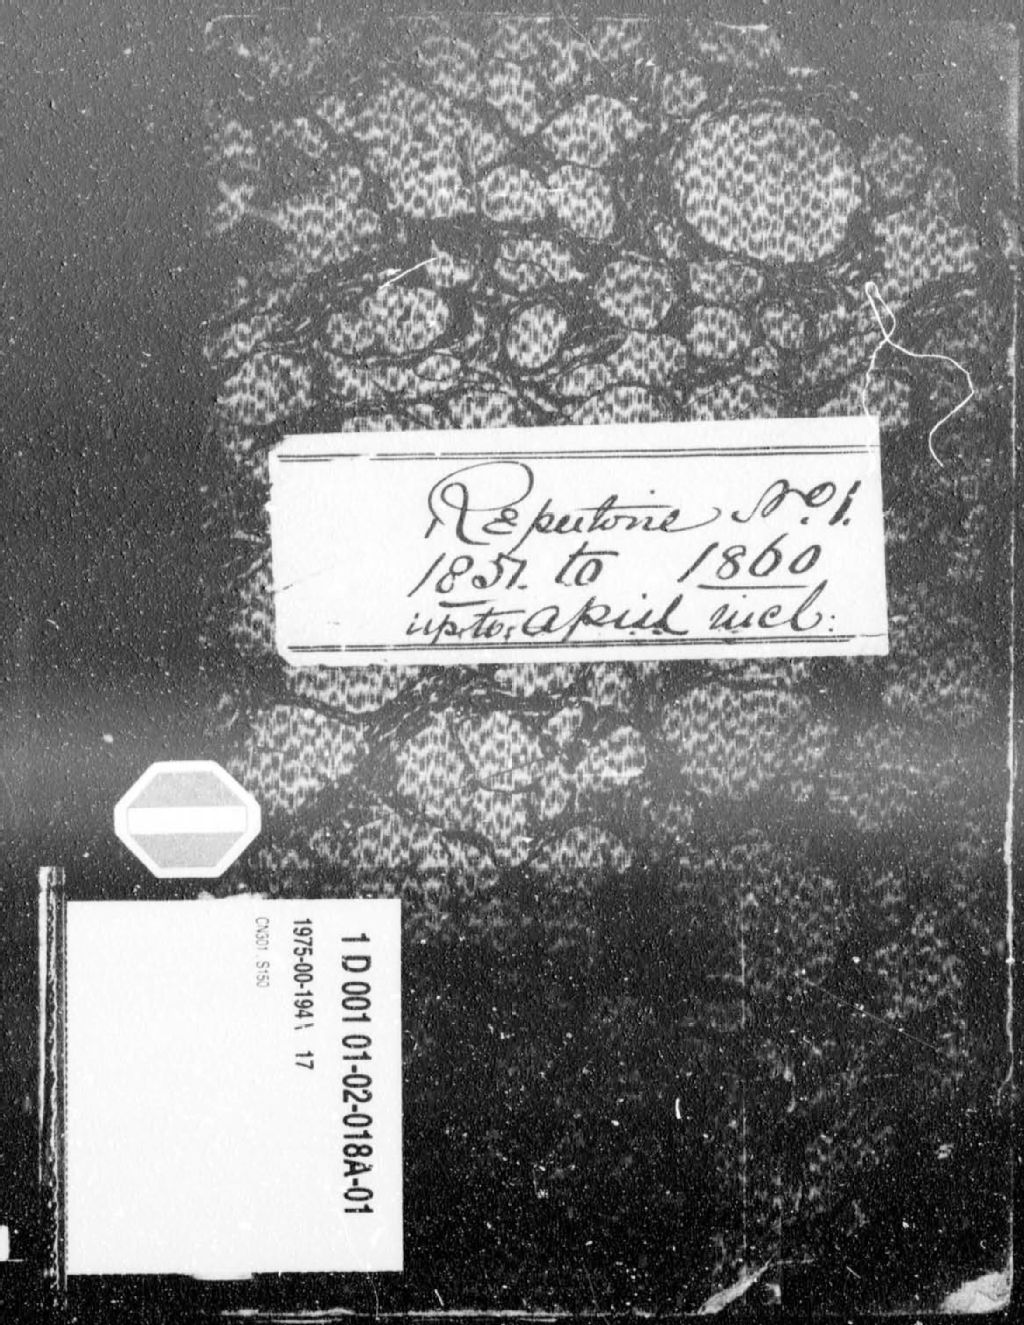 Repertoire No. 1.
1857. to 1860
up to, April incl:
1 D 001 01-02-018A-01
1975-00-194 \ 17
CN301 . S150